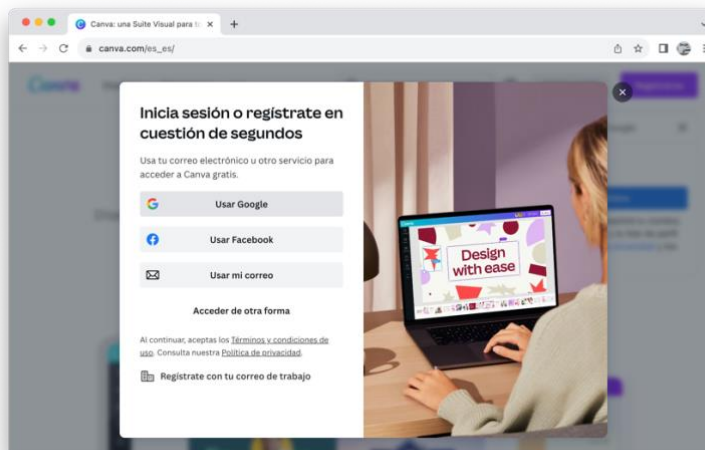 Canva: una Suite Visual para t
canva.com/es_es/
Canva
Inicia sesión o regístrate en
cuestión de segundos
Usa tu correo electrónico u otro servicio para
acceder a Canva gratis.
Usar Google
Usar Facebook
Usar mi correo
Acceder de otra forma
Al continuar, aceptas los Términos y condiciones de
uso. Consulta nuestra Política de privacidad.
Regístrate con tu correo de trabajo
Design
with ease